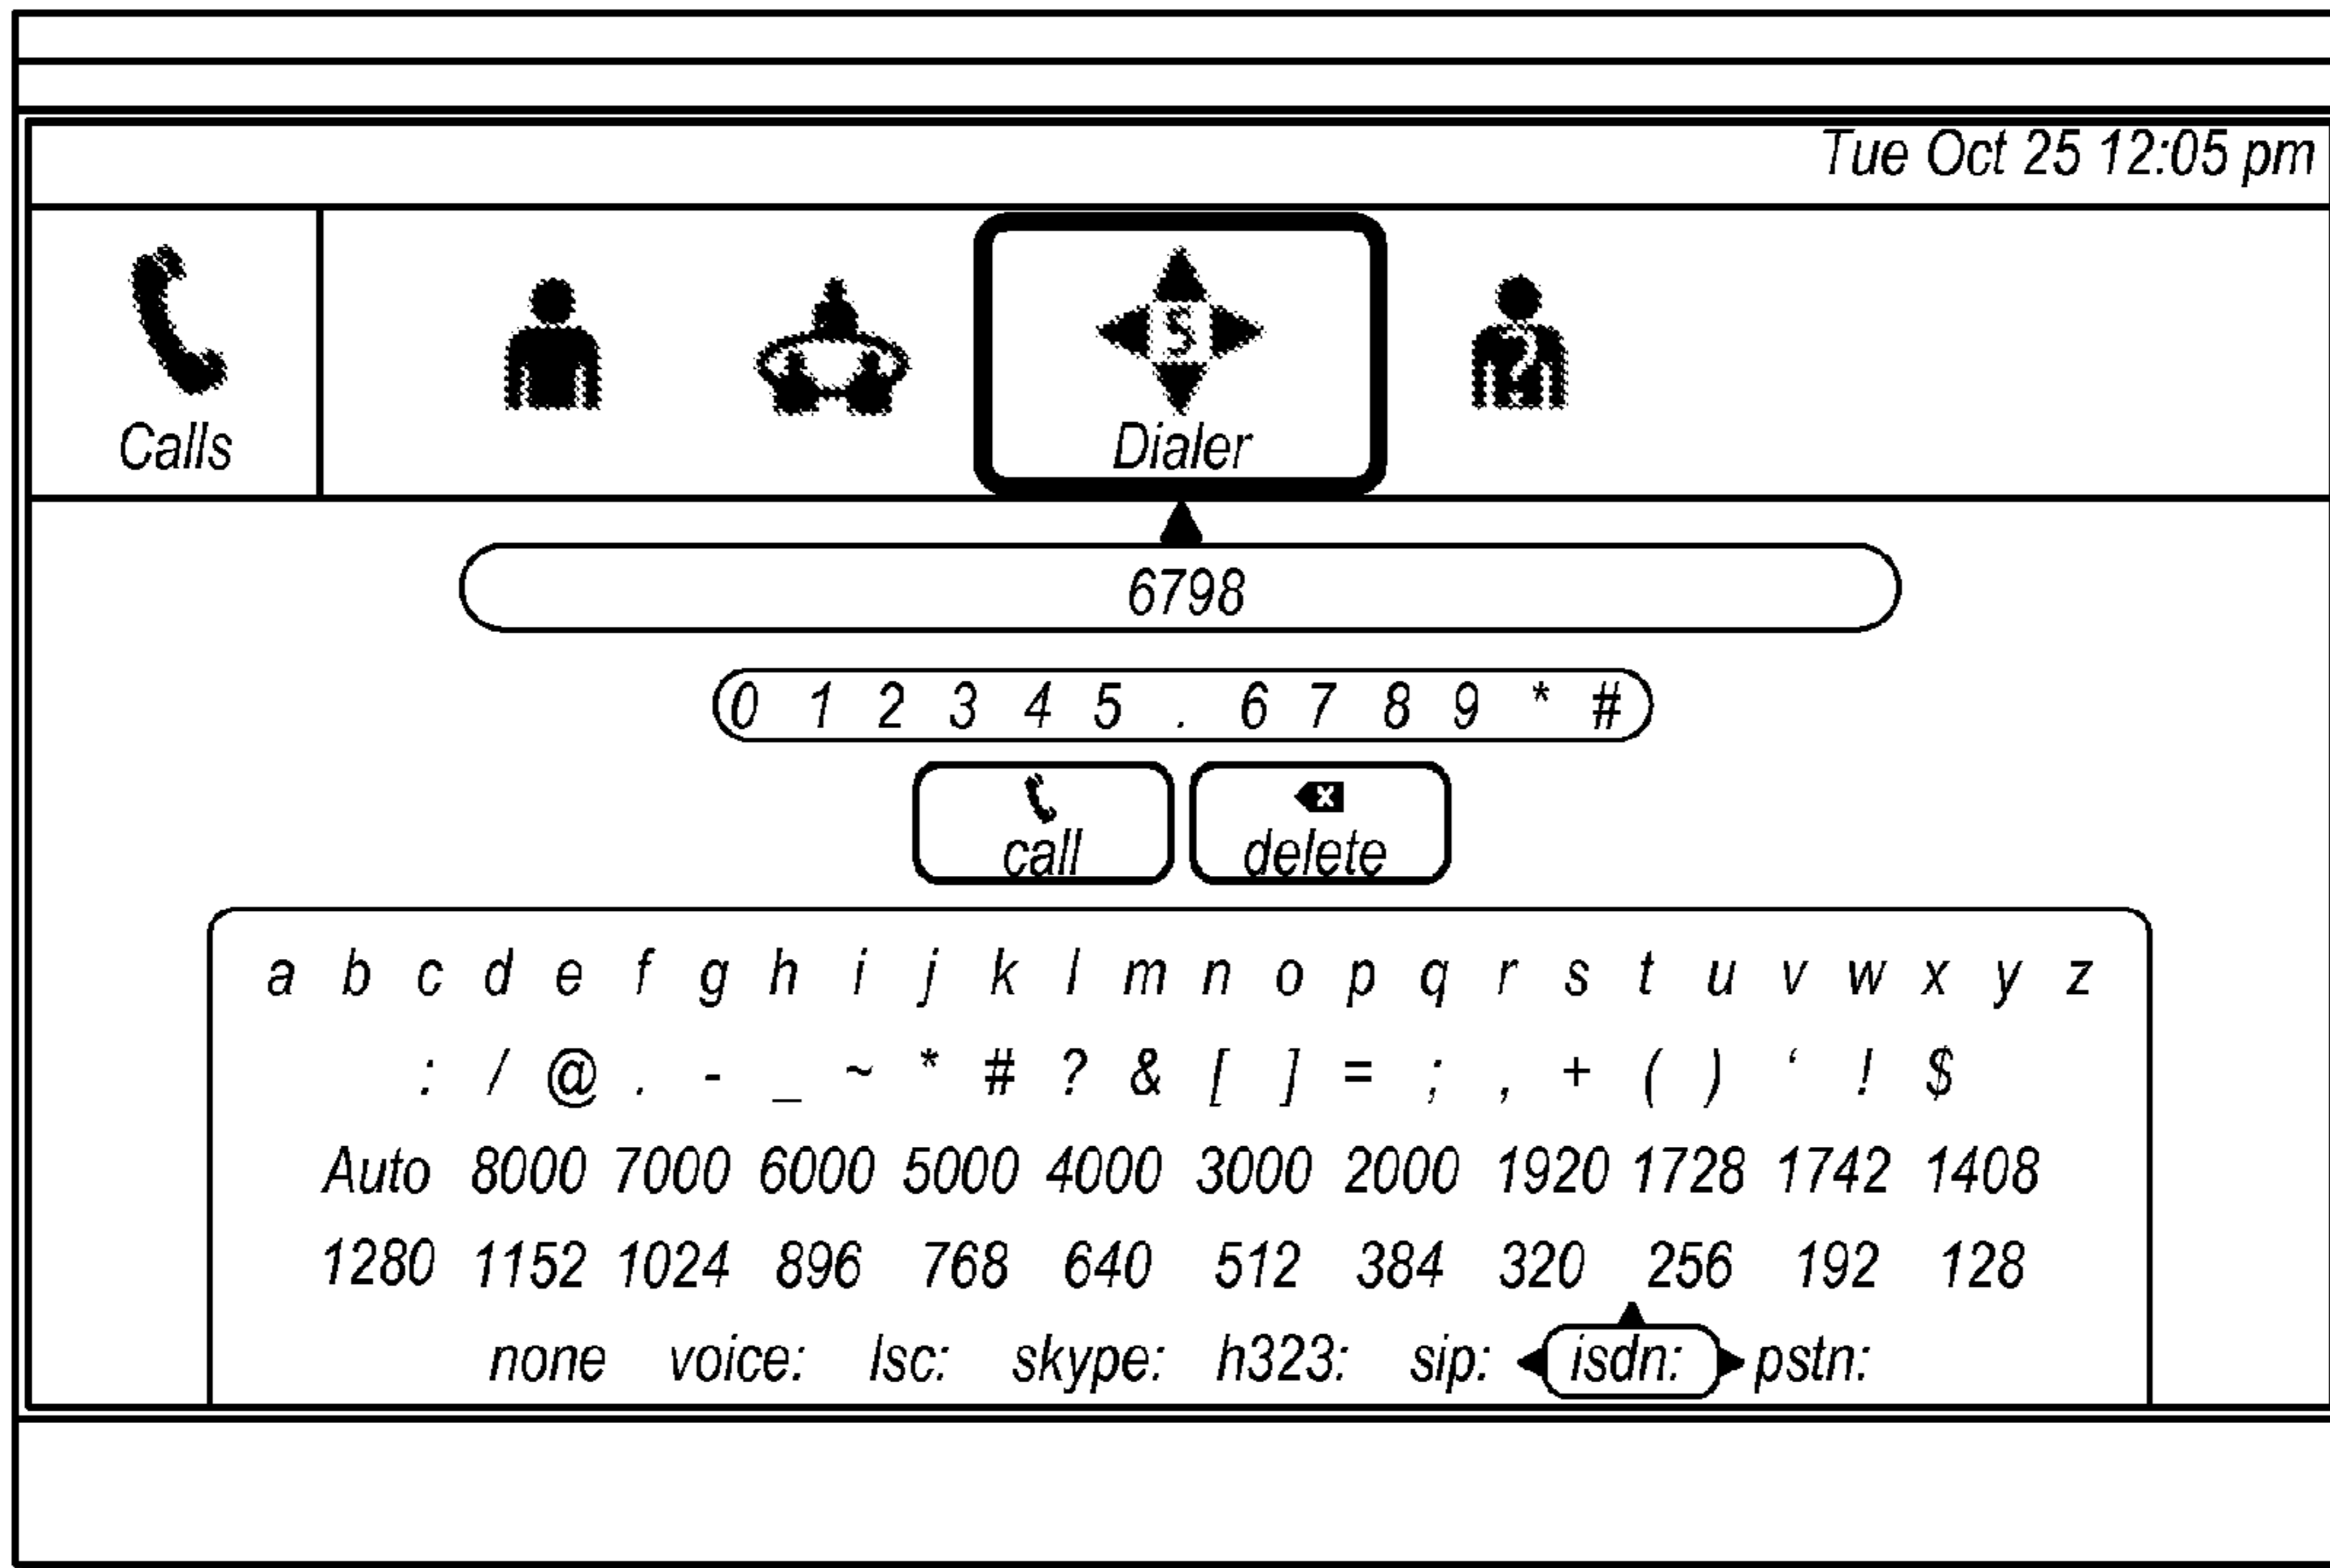 Tue Oct 25 12:05 pm
Calls
S
Dialer
6798
0 1 2 3 4 5 . 6 7 8 9 * #
call delete
a b c d e f g h i j k l m n o p q r s t u v w x y z
: / @ . - _ ~ * # ? & [ ] = ; , + ( ) ‘ ! $
Auto 8000 7000 6000 5000 4000 3000 2000 1920 1728 1742 1408
1280 1152 1024 896 768 640 512 384 320 256 192 128
none voice: lsc: skype: h323: sip: isdn: pstn: